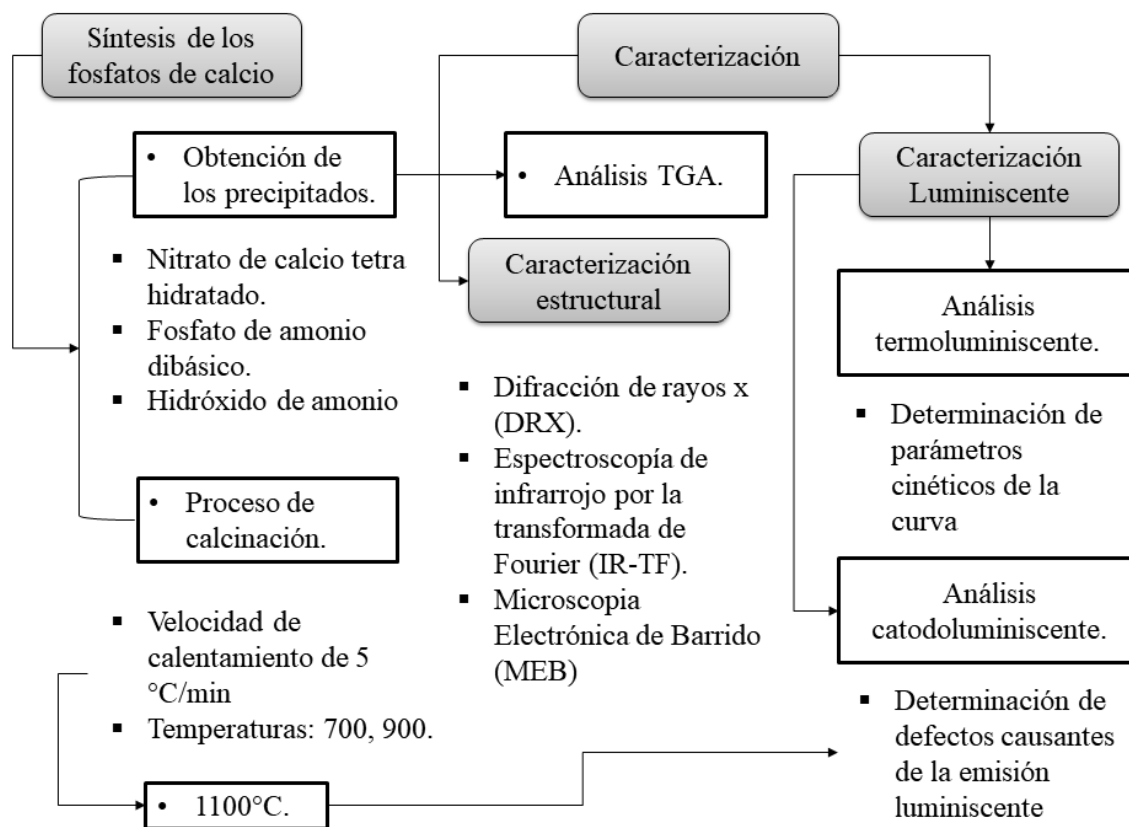 Síntesis de los
fosfatos de calcio
• Obtención de
los precipitados.
▪ Nitrato de calcio tetra
hidratado.
▪ Fosfato de amonio
dibásico.
▪ Hidróxido de amonio
• Proceso de
calcinación.
▪ Velocidad de
calentamiento de 5
°C/min
▪ Temperaturas: 700, 900.
• 1100°C.
Caracterización
• Análisis TGA.
Caracterización
estructural
▪ Difracción de rayos x
(DRX).
▪ Espectroscopía de
infrarrojo por la
transformada de
Fourier (IR-TF).
▪ Microscopia
Electrónica de Barrido
(MEB)
Caracterización
Luminiscente
Análisis
termoluminiscente.
▪ Determinación de
parámetros
cinéticos de la
curva
Análisis
catodoluminiscente.
▪ Determinación de
defectos causantes
de la emisión
luminiscente